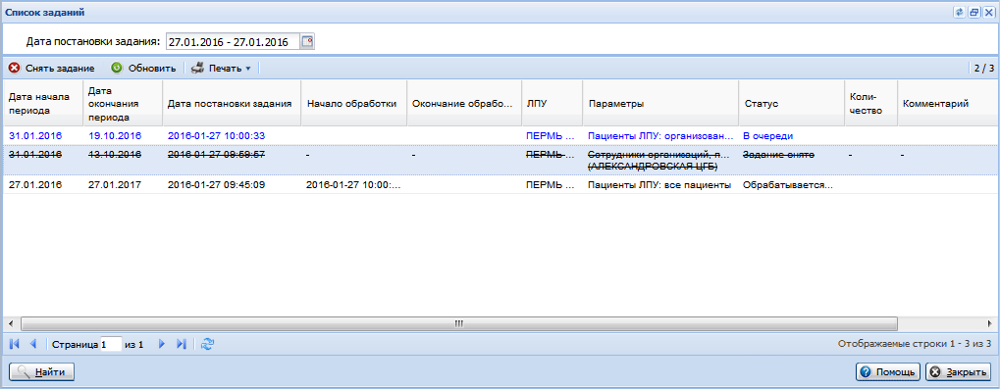 Список заданий
Дата постановки задания: 27.01.2016 - 27.01.2016
Снять задание Обновить Печать 2 / 3
Дата начала периода Дата окончания периода Дата постановки задания Начало обработки Окончание обрабо... ЛПУ Параметры Статус Коли-чество Комментарий
31.01.2016 19.10.2016 2016-01-27 10:00:33 ПЕРМЬ ... Пациенты ЛПУ: организован... В очереди
31.01.2016 13.10.2016 2016-01-27 09:59:57 - - ПЕРМЬ ... Сотрудники организаций, п... Задание снято - -
(АЛЕКСАНДРОВСКАЯ ЦГБ)
27.01.2016 27.01.2017 2016-01-27 09:45:09 2016-01-27 10:00:... ПЕРМЬ ... Пациенты ЛПУ: все пациенты Обрабатывается...
Страница 1 из 1 Отображаемые строки 1 - 3 из 3
Найти Помощь Закрыть